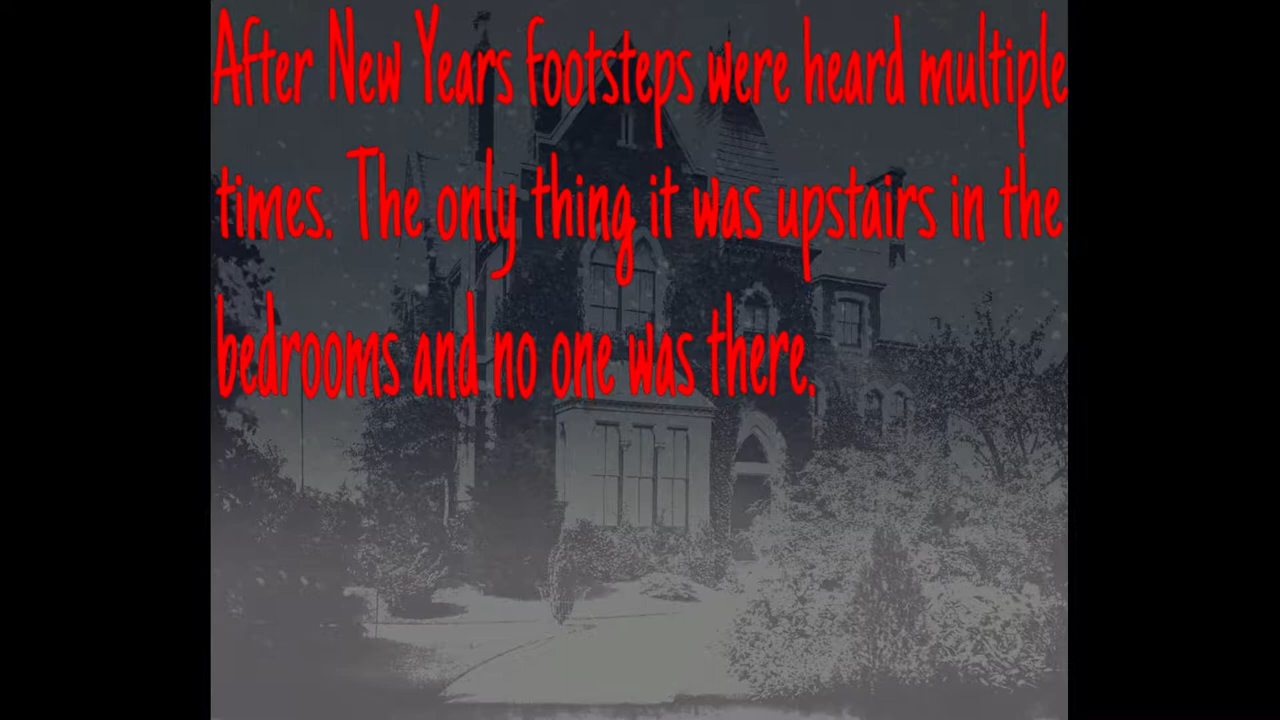 After New Years footsteps were heard multiple
times. The only thing it was upstairs in the
bedrooms and no one was there.